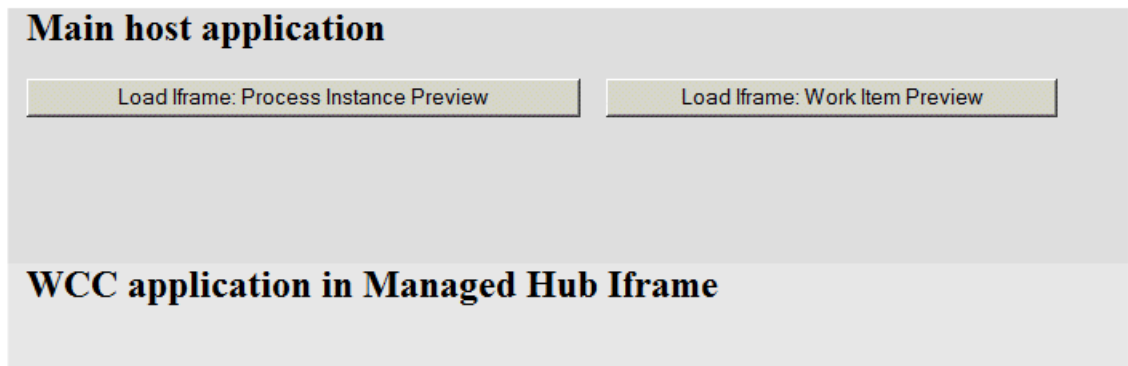 Main host application
Load Iframe: Process Instance Preview
Load Iframe: Work Item Preview
WCC application in Managed Hub Iframe